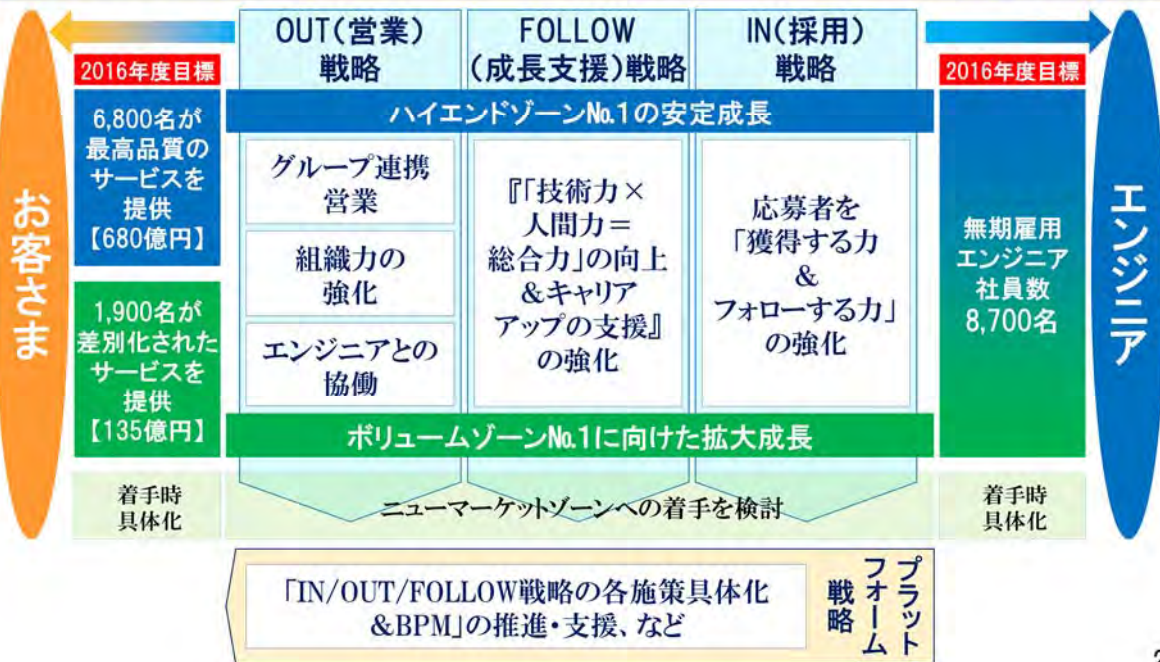 OUT(営業)
戦略
FOLLOW
(成長支援)戦略
IN(採用)
戦略
お客さま
2016年度目標
6,800名が
最高品質の
サービスを
提供
【680億円】
1,900名が
差別化された
サービスを
提供
【135億円】
着手時
具体化
ハイエンドゾーンNo.1の安定成長
グループ連携
営業
組織力の
強化
エンジニアとの
協働
『「技術力×
人間力=
総合力」の向上
&キャリア
アップの支援』
の強化
応募者を
「獲得する力
&
フォローする力」
の強化
ボリュームゾーンNo.1に向けた拡大成長
ニューマーケットゾーンへの着手を検討
2016年度目標
無期雇用
エンジニア
社員数
8,700名
着手時
具体化
エンジニア
「IN/OUT/FOLLOW戦略の各施策具体化
&BPM」の推進・支援、など
プラット
フォーム
戦略